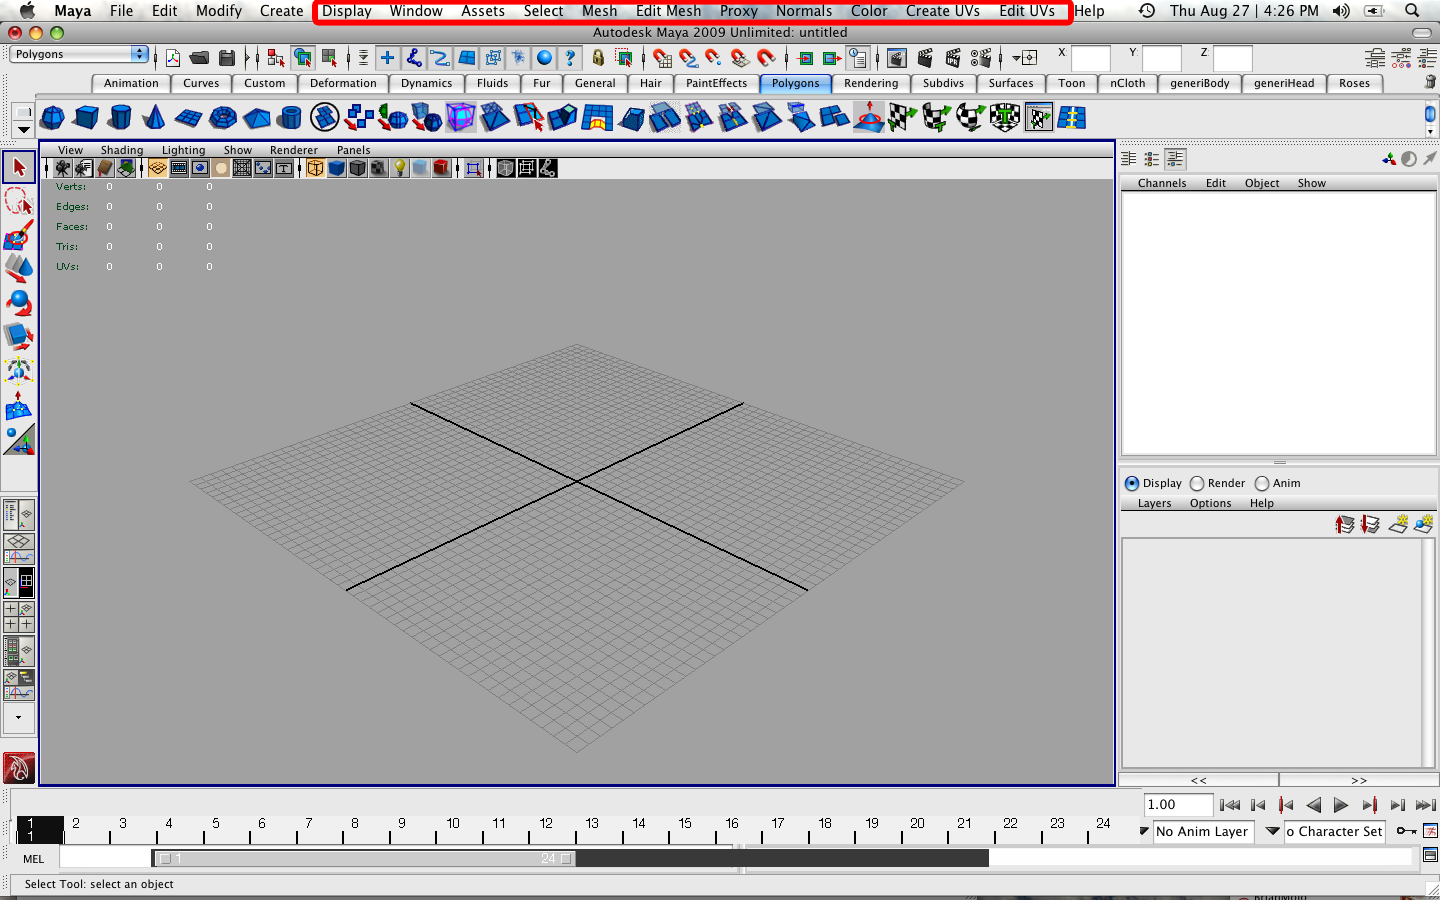 Maya File Edit Modify Create Display Window Assets Select Mesh Edit Mesh Proxy Normals Color Create UVs Edit UVs Help Thu Aug 27 | 4:26 PM
Autodesk Maya 2009 Unlimited: untitled
Polygons X: Y: Z:
Animation Curves Custom Deformation Dynamics Fluids Fur General Hair PaintEffects Polygons Rendering Subdivs Surfaces Toon nCloth generiBody generiHead Roses
View Shading Lighting Show Renderer Panels
Verts: 0 0 0
Edges: 0 0 0
Faces: 0 0 0
Tris: 0 0 0
UVs: 0 0 0
Channels Edit Object Show
Display Render Anim
Layers Options Help
<< >>
1.00
1 2 3 4 5 6 7 8 9 10 11 12 13 14 15 16 17 18 19 20 21 22 23 24
1
No Anim Layer o Character Set
MEL 1 24
Select Tool: select an object